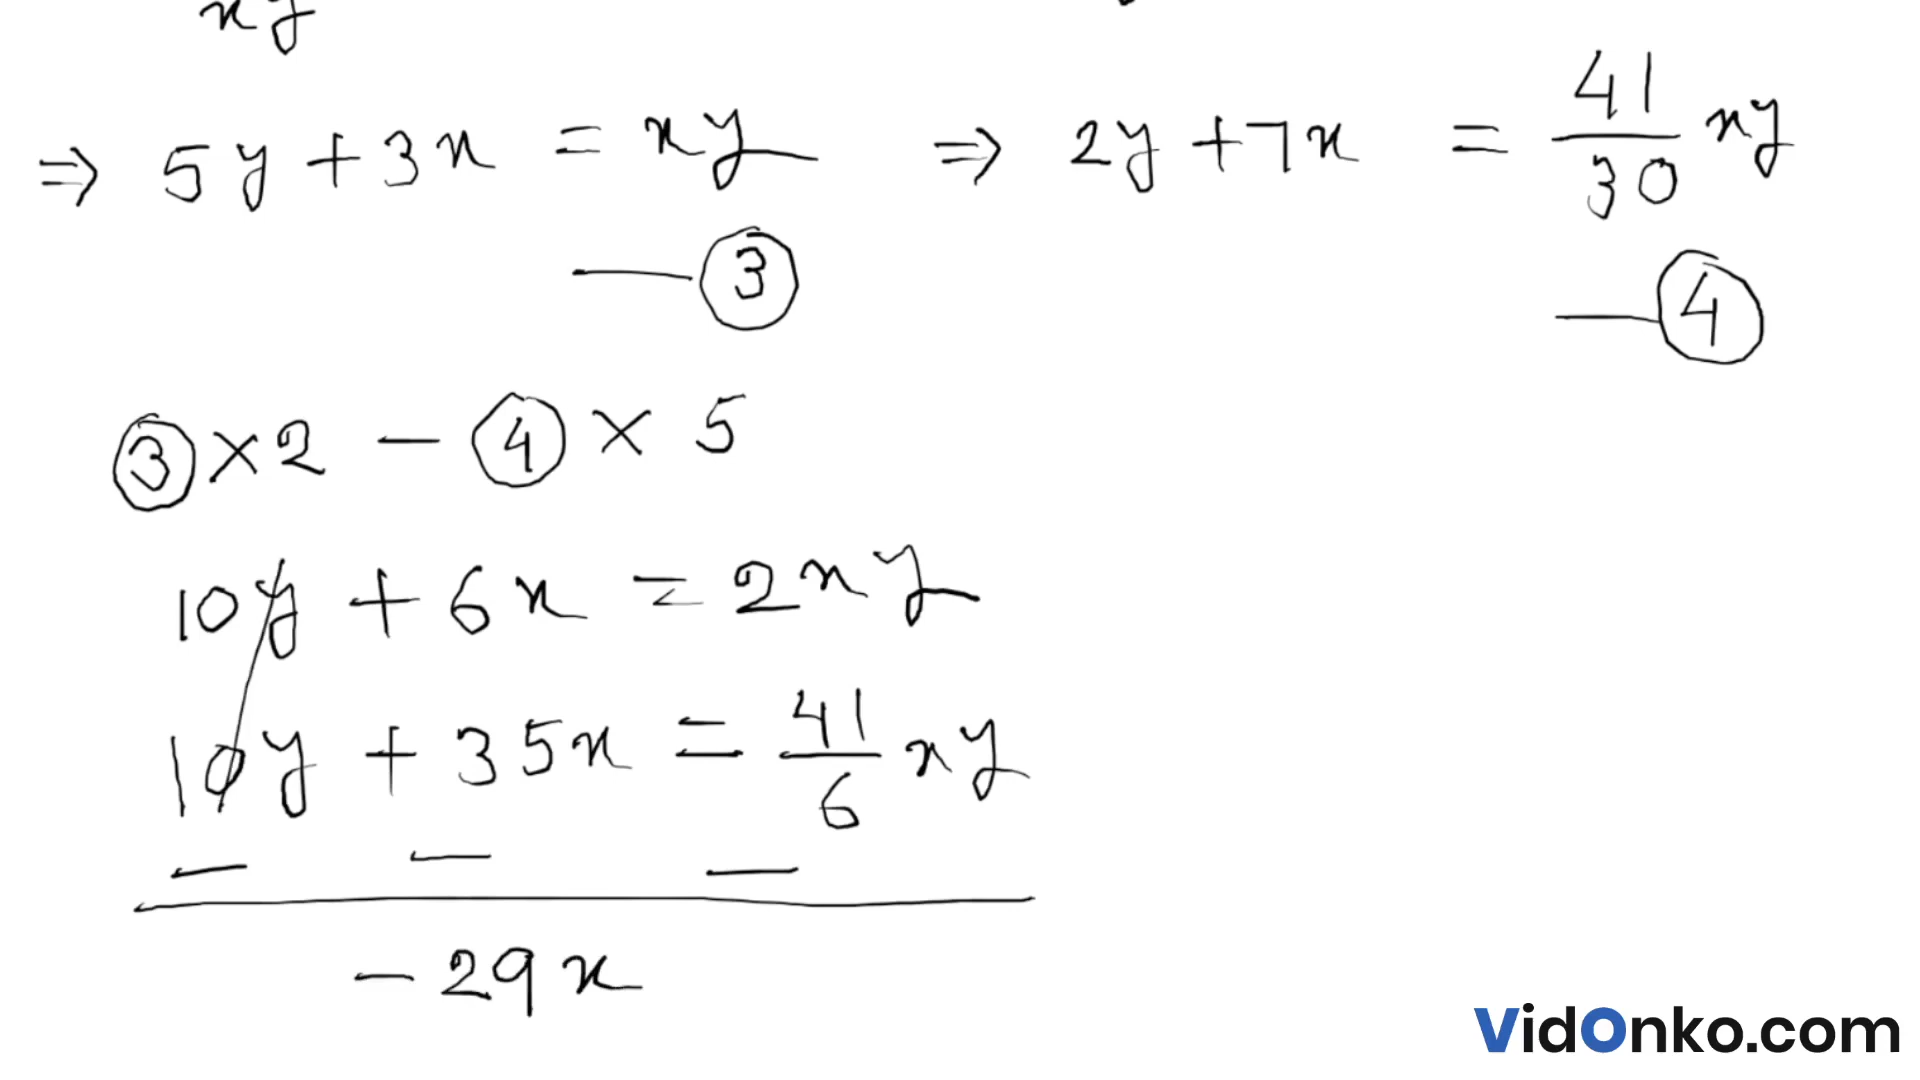 xy
⇒ 5y + 3x = xy ⇒ 2y + 7x = 41/30 xy
— ③ — ④
③ × 2 − ④ × 5
10y + 6x = 2xy
10y + 35x = 41/6 xy
− − −
− 29x
VidOnko.com